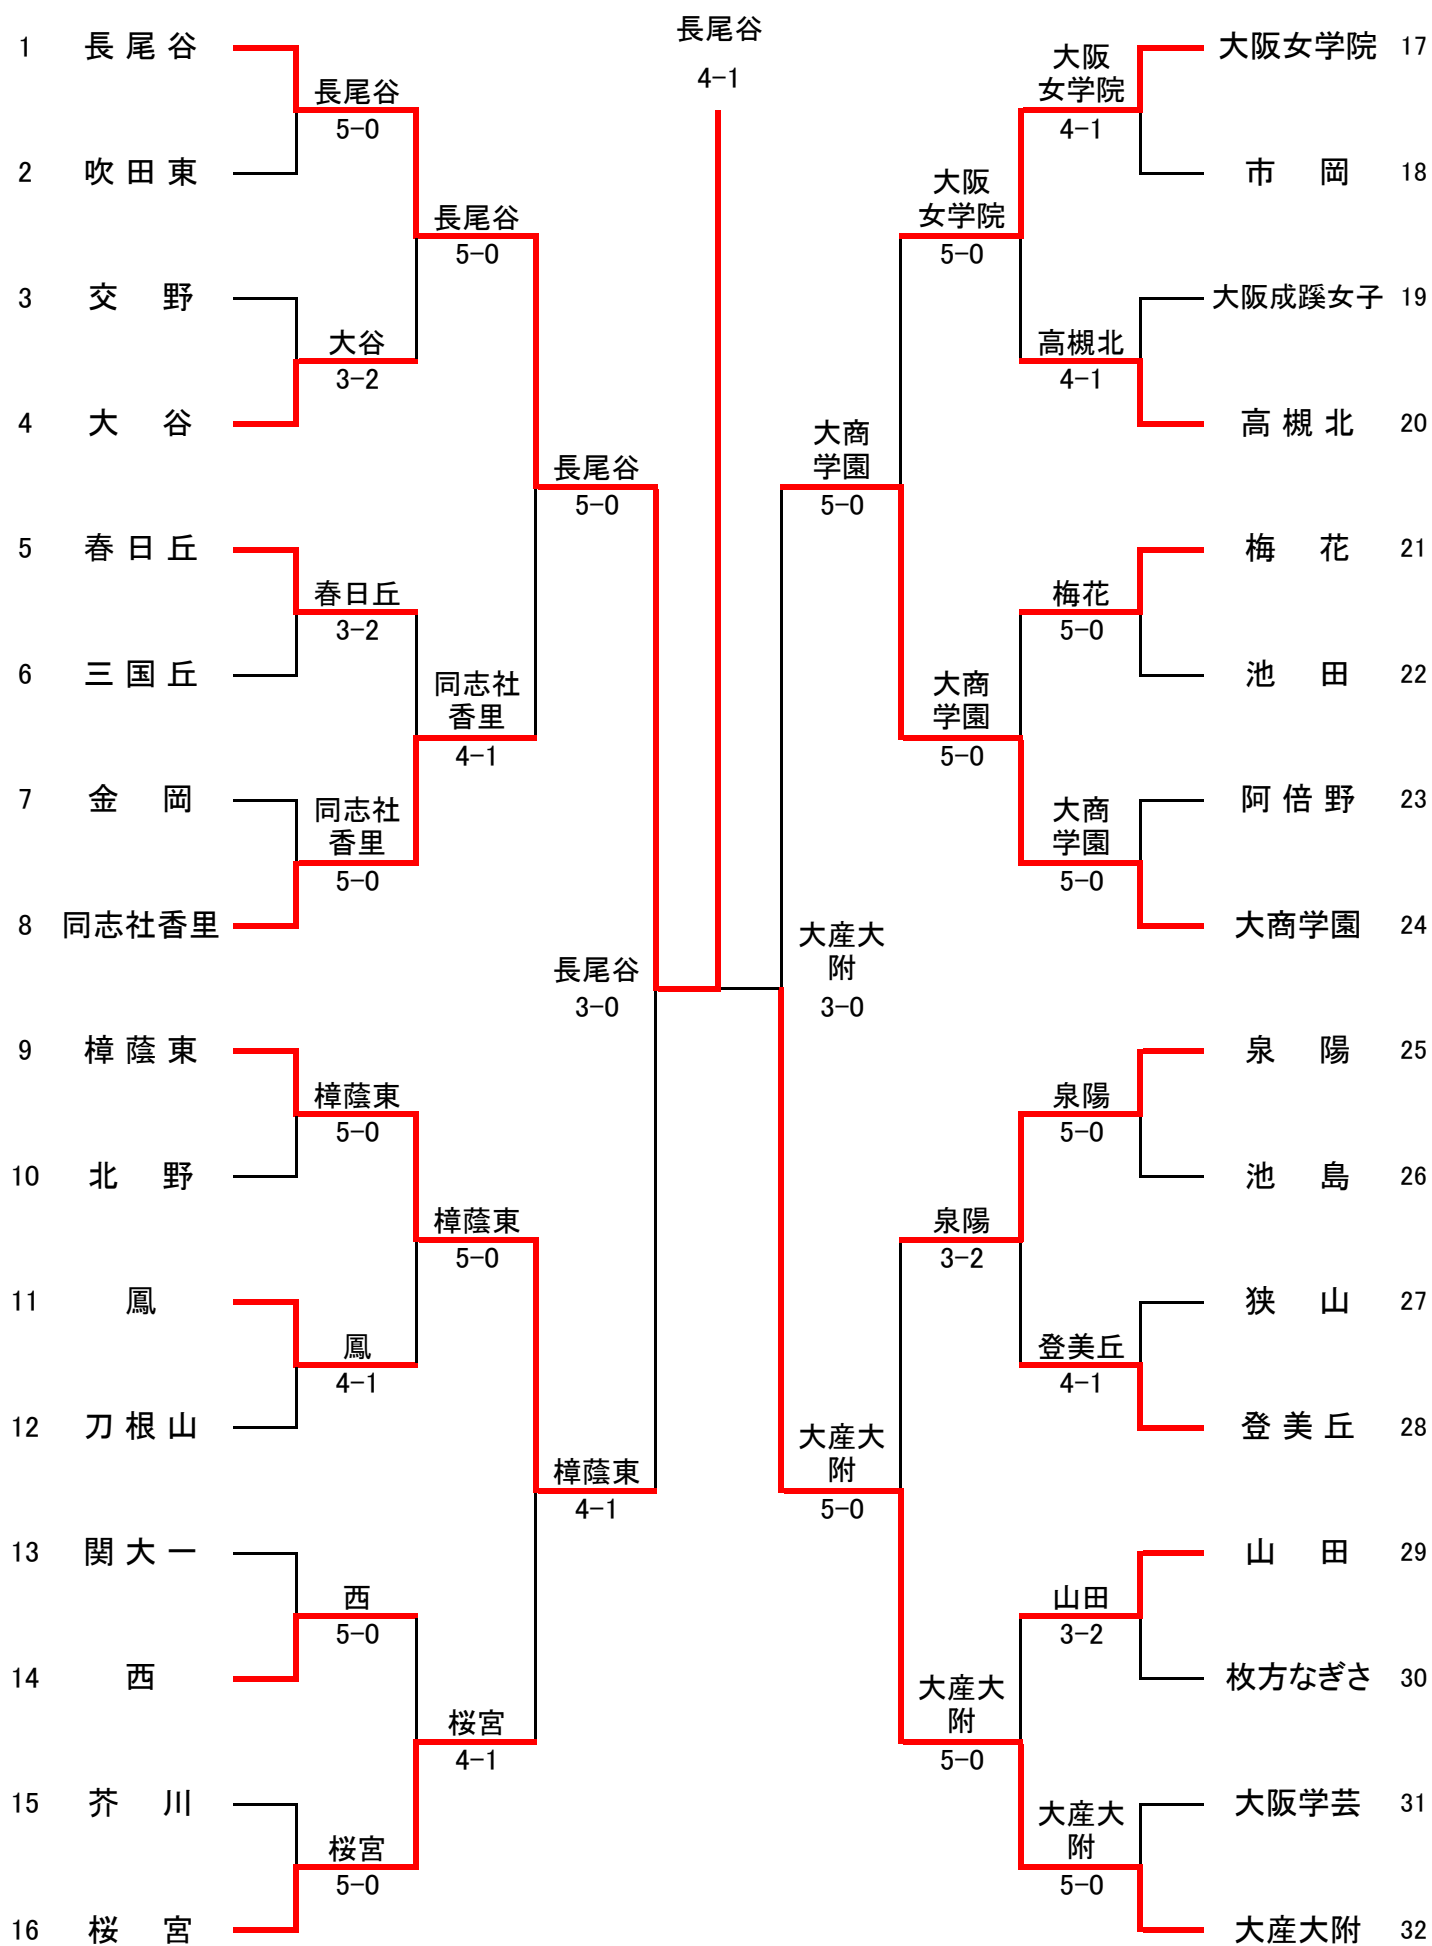 長尾谷
4-1
1 長尾谷
長尾谷
5-0
2 吹田東
長尾谷
5-0
3 交野
大谷
3-2
4 大谷
長尾谷
5-0
5 春日丘
春日丘
3-2
6 三国丘
同志社
香里
4-1
7 金岡
同志社
香里
5-0
8 同志社香里
長尾谷
3-0
9 樟蔭東
樟蔭東
5-0
10 北野
樟蔭東
5-0
11 鳳
鳳
4-1
12 刀根山
樟蔭東
4-1
13 関大一
西
5-0
14 西
桜宮
4-1
15 芥川
桜宮
5-0
16 桜宮
大阪女学院 17
大阪
女学院
4-1
市岡 18
大阪
女学院
5-0
大阪成蹊女子 19
高槻北
4-1
高槻北 20
大商
学園
5-0
梅花 21
梅花
5-0
池田 22
大商
学園
5-0
阿倍野 23
大商
学園
5-0
大商学園 24
大産大
附
3-0
泉陽 25
泉陽
5-0
池島 26
泉陽
3-2
狭山 27
登美丘
4-1
登美丘 28
大産大
附
5-0
山田 29
山田
3-2
枚方なぎさ 30
大産大
附
5-0
大阪学芸 31
大産大
附
5-0
大産大附 32